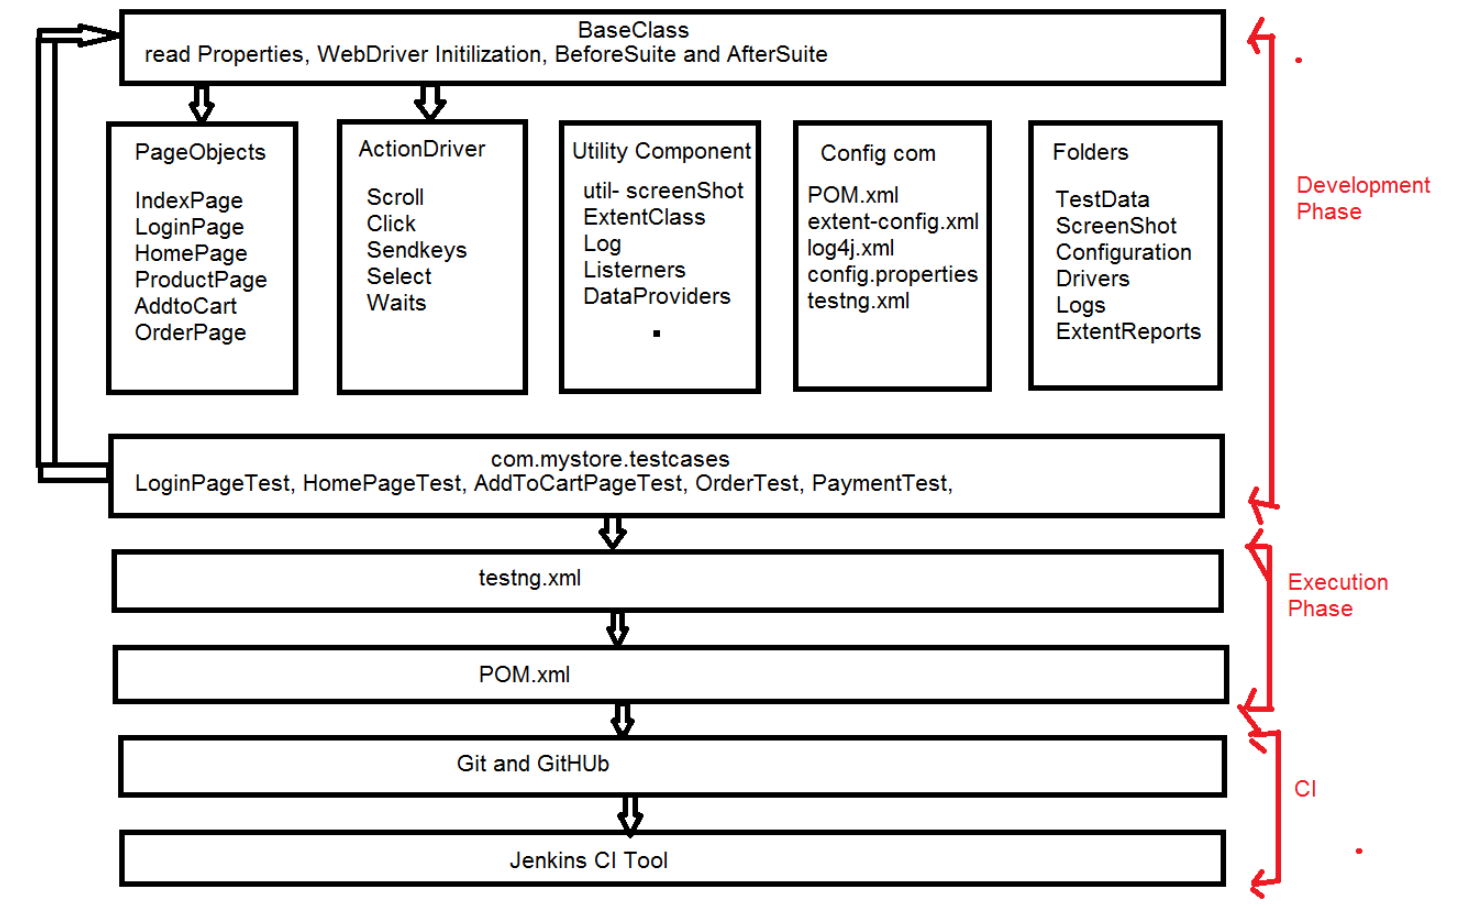 BaseClass
read Properties, WebDriver Initilization, BeforeSuite and AfterSuite
PageObjects
IndexPage
LoginPage
HomePage
ProductPage
AddtoCart
OrderPage
ActionDriver
Scroll
Click
Sendkeys
Select
Waits
Utility Component
util- screenShot
ExtentClass
Log
Listerners
DataProviders
Config com
POM.xml
extent-config.xml
log4j.xml
config.properties
testng.xml
Folders
TestData
ScreenShot
Configuration
Drivers
Logs
ExtentReports
Development
Phase
com.mystore.testcases
LoginPageTest, HomePageTest, AddToCartPageTest, OrderTest, PaymentTest,
testng.xml
Execution
Phase
POM.xml
Git and GitHUb
CI
Jenkins CI Tool